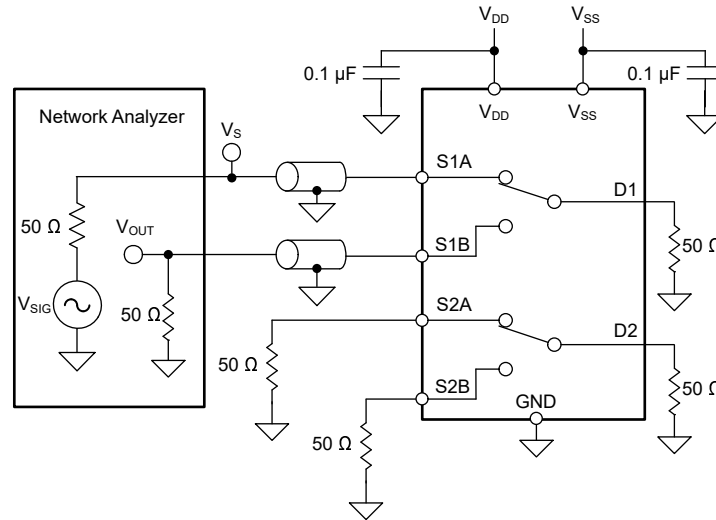 V_DD V_SS
0.1 µF 0.1 µF
V_DD V_SS
Network Analyzer
V_S
S1A
D1
50 Ω
V_OUT
S1B
50 Ω
V_SIG
50 Ω
S2A
D2
50 Ω
S2B
50 Ω
GND
50 Ω